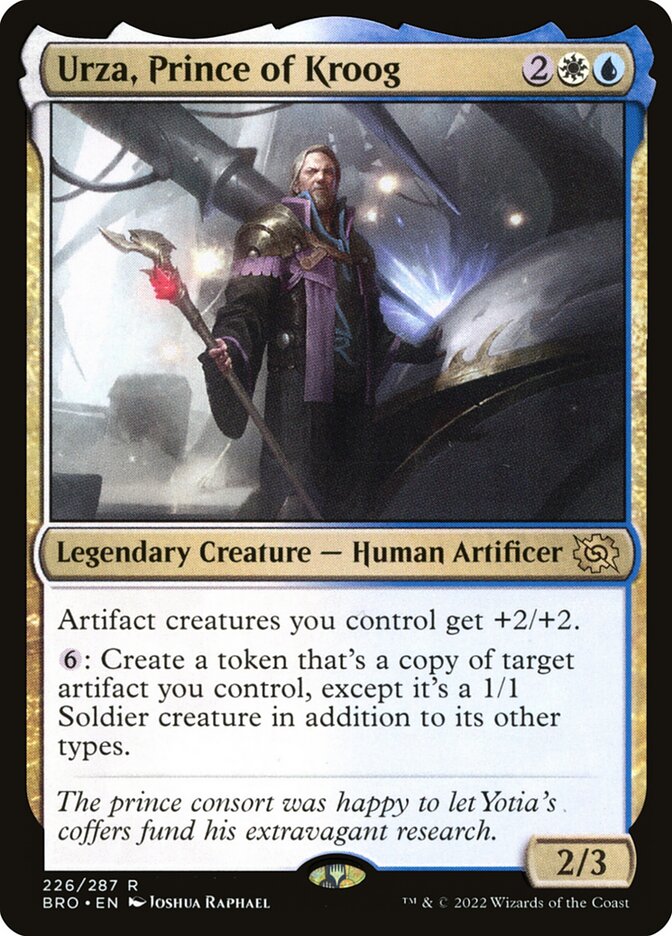 Urza, Prince of Kroog 2
Legendary Creature — Human Artificer
Artifact creatures you control get +2/+2.
6: Create a token that's a copy of target
artifact you control, except it's a 1/1
Soldier creature in addition to its other
types.
The prince consort was happy to let Yotia's
coffers fund his extravagant research.
2/3
226/287 R
BRO • EN Joshua Raphael
™ & © 2022 Wizards of the Coast